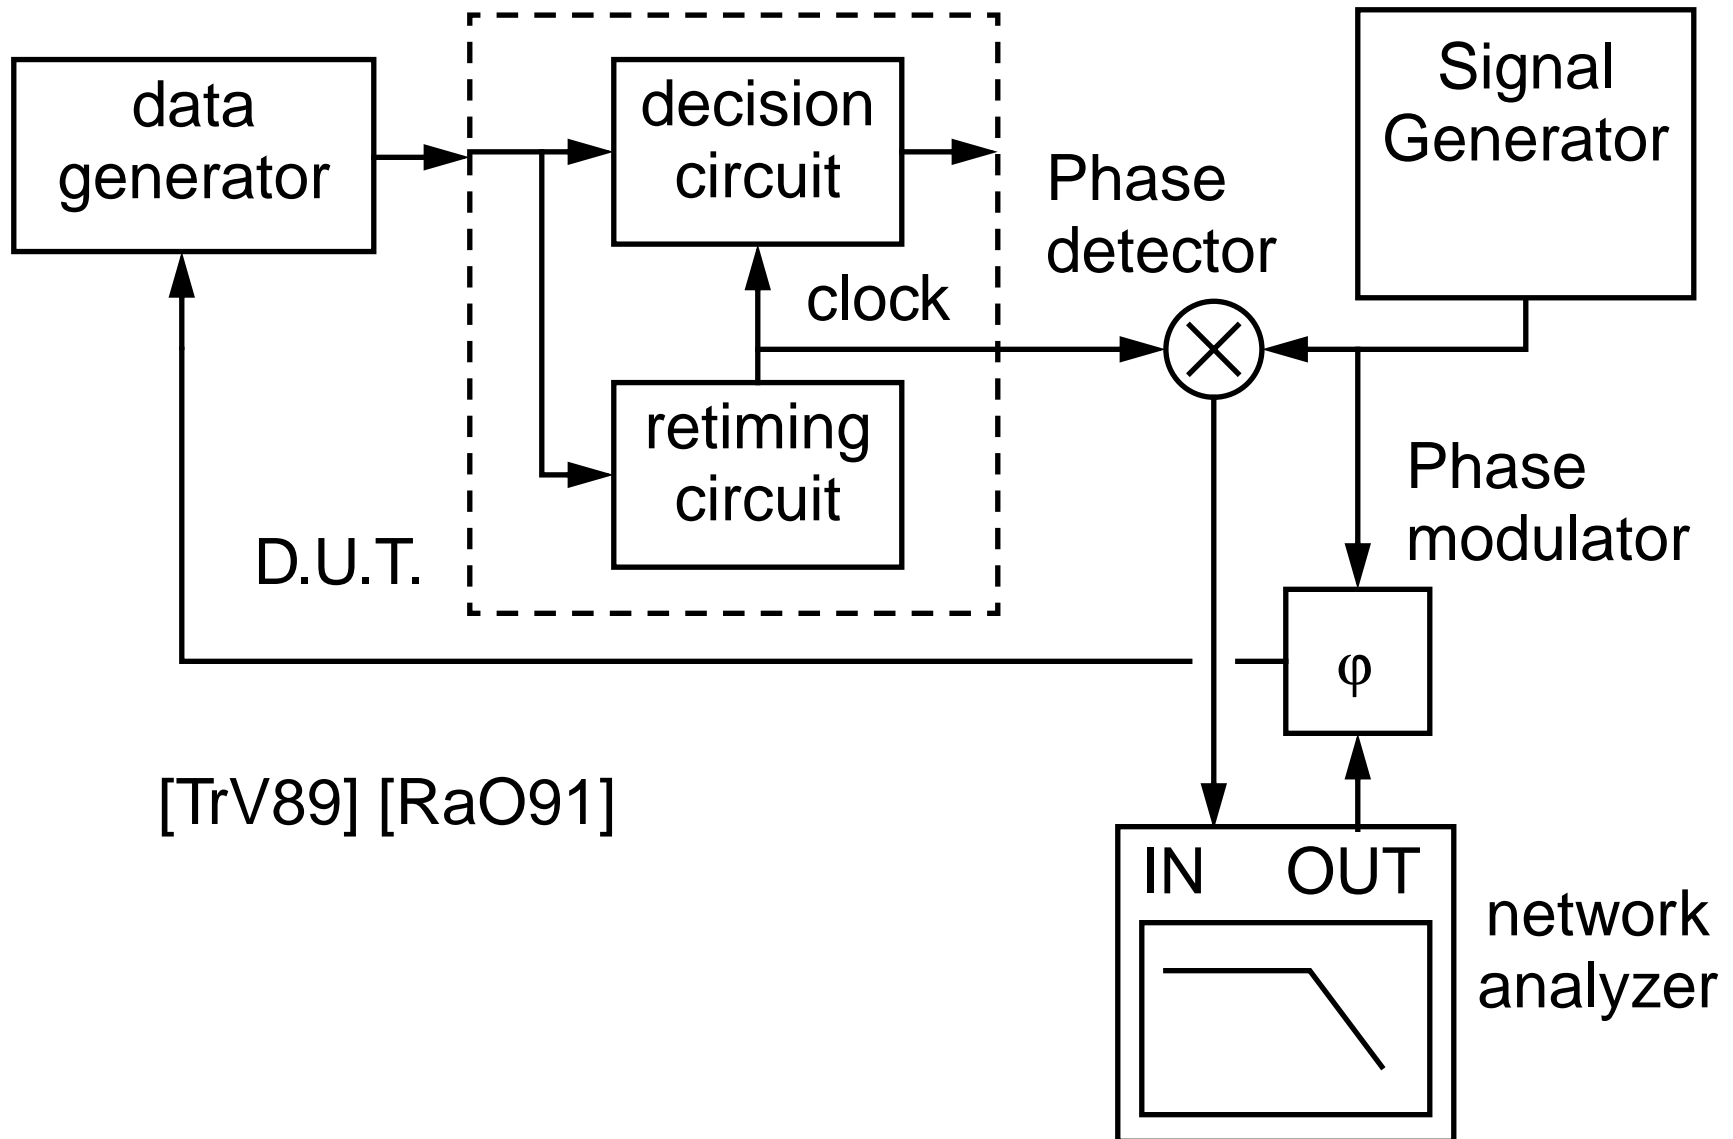 data
generator
decision
circuit
Signal
Generator
Phase
detector
clock
retiming
circuit
Phase
modulator
D.U.T.
φ
[TrV89] [RaO91]
IN OUT
network
analyzer